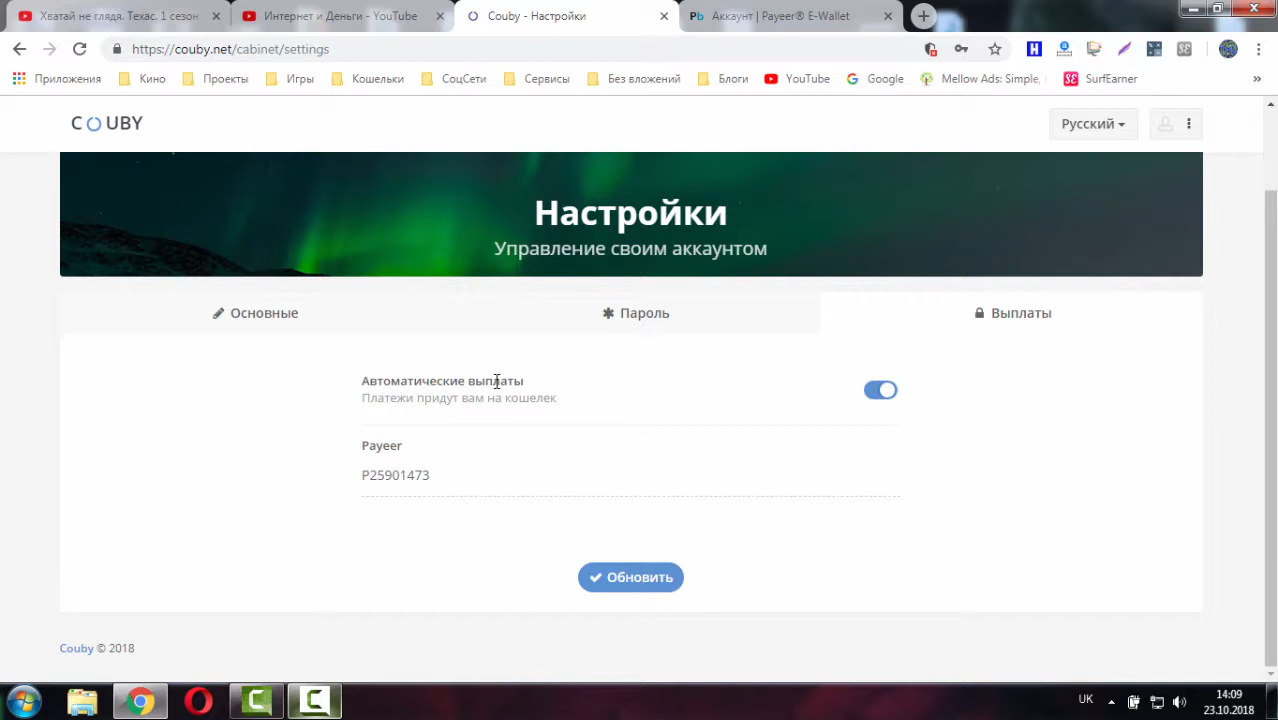 Хватай не глядя. Техас. 1 сезон
Интернет и Деньги - YouTube
Couby - Настройки
Pb Аккаунт | Payeer® E-Wallet
https://couby.net/cabinet/settings
Приложения
Кино
Проекты
Игры
Кошельки
СоцСети
Сервисы
Без вложений
Блоги
YouTube
Google
Mellow Ads: Simple,
SurfEarner
COUBY
Русский
Настройки
Управление своим аккаунтом
Основные
Пароль
Выплаты
Автоматические выплаты
Платежи придут вам на кошелек
Payeer
P25901473
Обновить
Couby © 2018
UK
14:09
23.10.2018